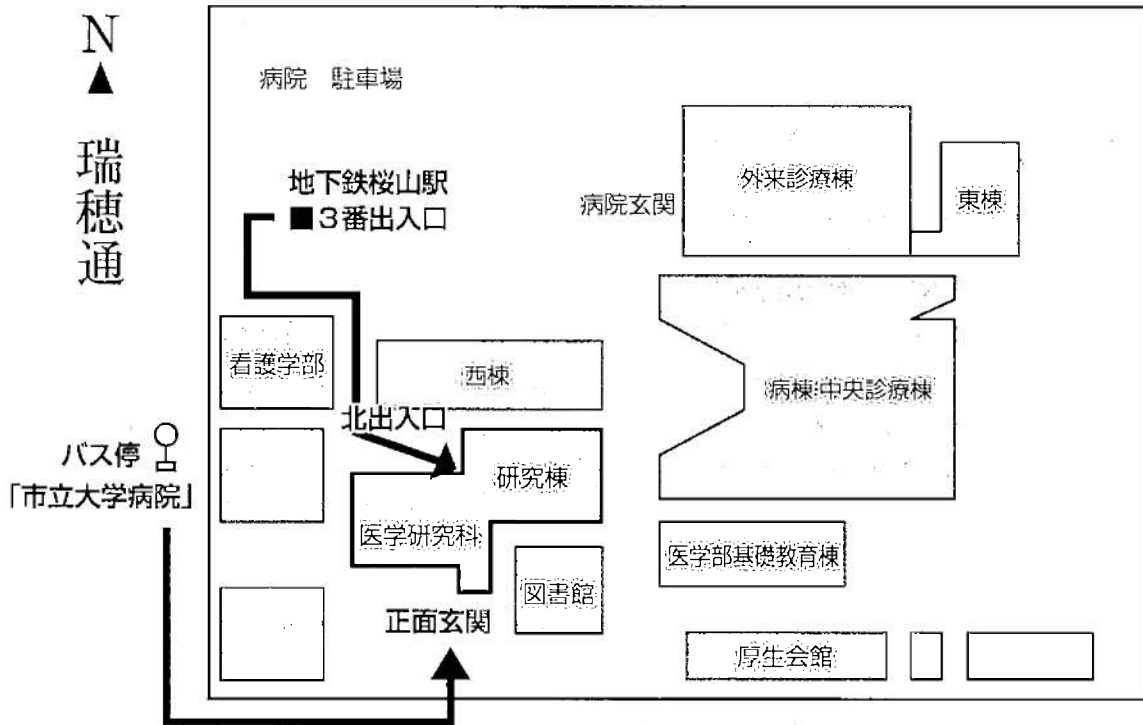 N
▲
瑞穂通
病院 駐車場
地下鉄桜山駅
■3番出入口
病院玄関
外来診療棟
東棟
看護学部
西棟
病棟・中央診療棟
北出入口
バス停
「市立大学病院」
研究棟
医学研究科
図書館
医学部基礎教育棟
正面玄関
厚生会館